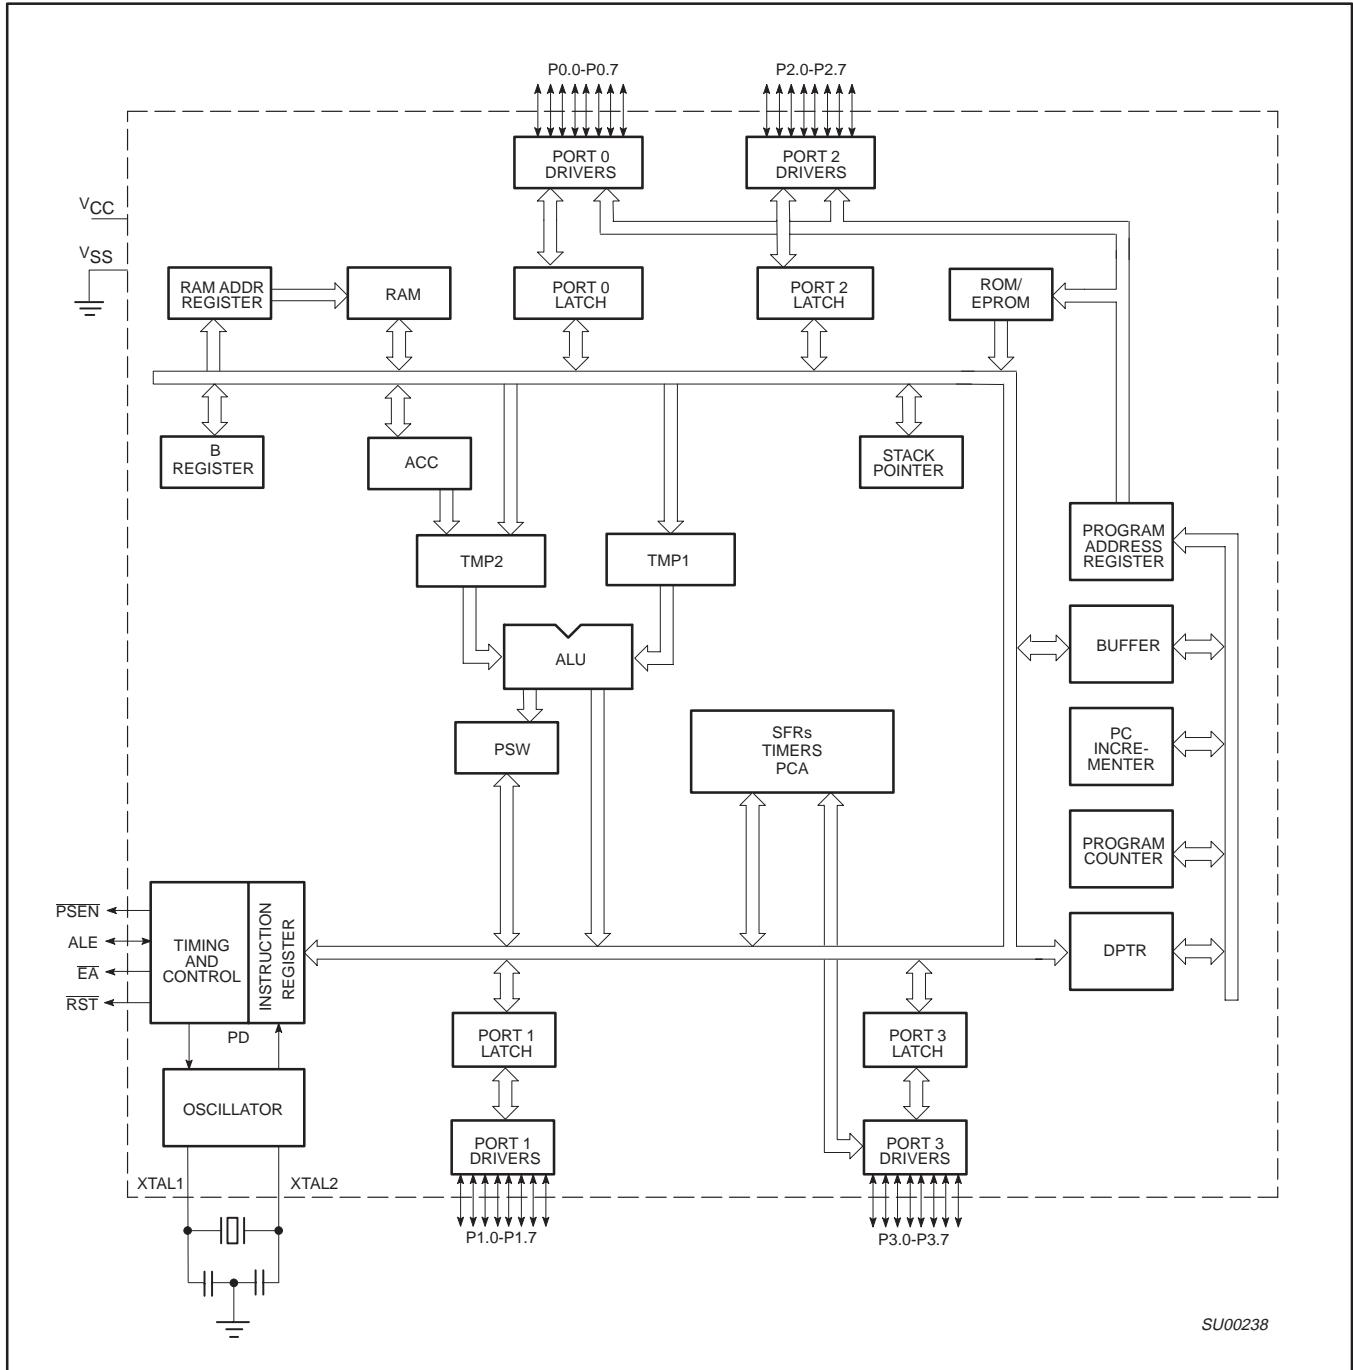 P0.0-P0.7
P2.0-P2.7
PORT 0
DRIVERS
PORT 2
DRIVERS
VCC
VSS
RAM ADDR
REGISTER
RAM
PORT 0
LATCH
PORT 2
LATCH
ROM/
EPROM
B
REGISTER
ACC
STACK
POINTER
TMP2
TMP1
PROGRAM
ADDRESS
REGISTER
ALU
BUFFER
PSW
SFRs
TIMERS
PCA
PC
INCRE-
MENTER
PROGRAM
COUNTER
PSEN
ALE
EA
RST
TIMING
AND
CONTROL
INSTRUCTION
REGISTER
DPTR
PD
PORT 1
LATCH
PORT 3
LATCH
OSCILLATOR
PORT 1
DRIVERS
PORT 3
DRIVERS
XTAL1
XTAL2
P1.0-P1.7
P3.0-P3.7
SU00238